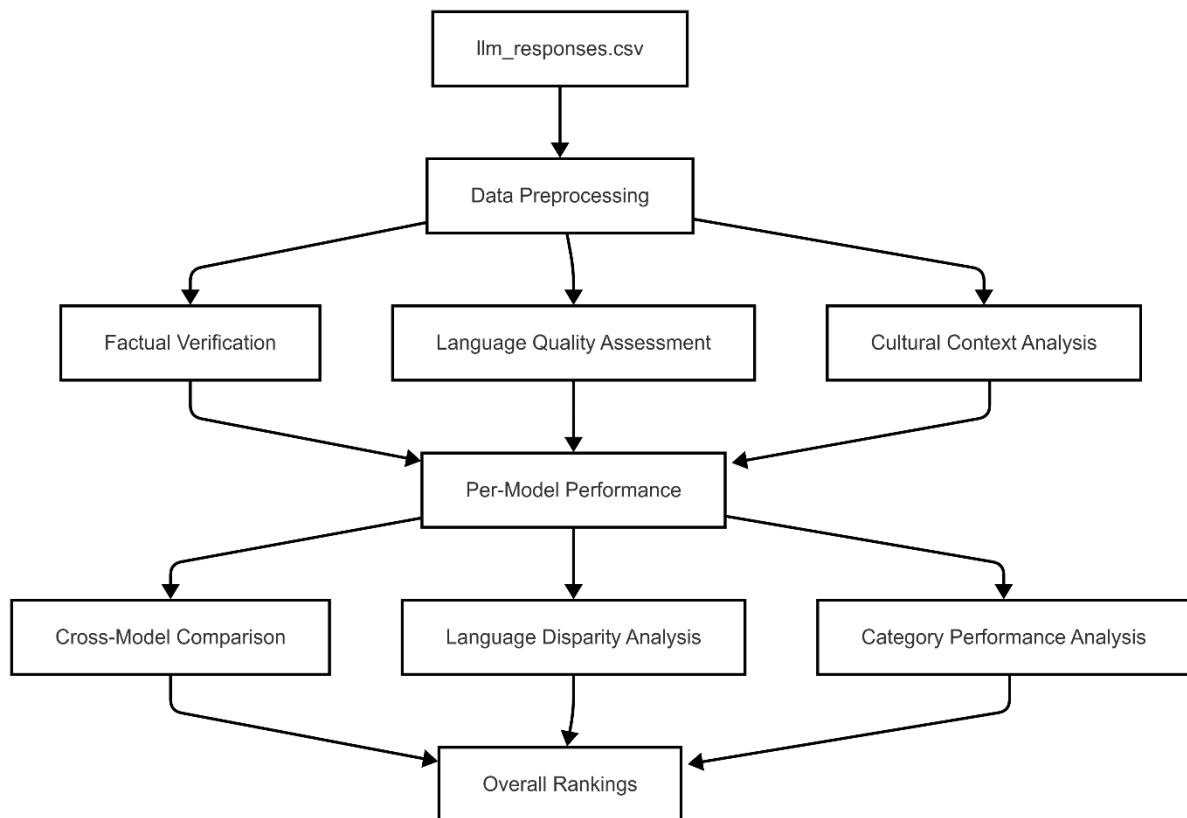 llm_responses.csv
Data Preprocessing
Factual Verification
Language Quality Assessment
Cultural Context Analysis
Per-Model Performance
Cross-Model Comparison
Language Disparity Analysis
Category Performance Analysis
Overall Rankings